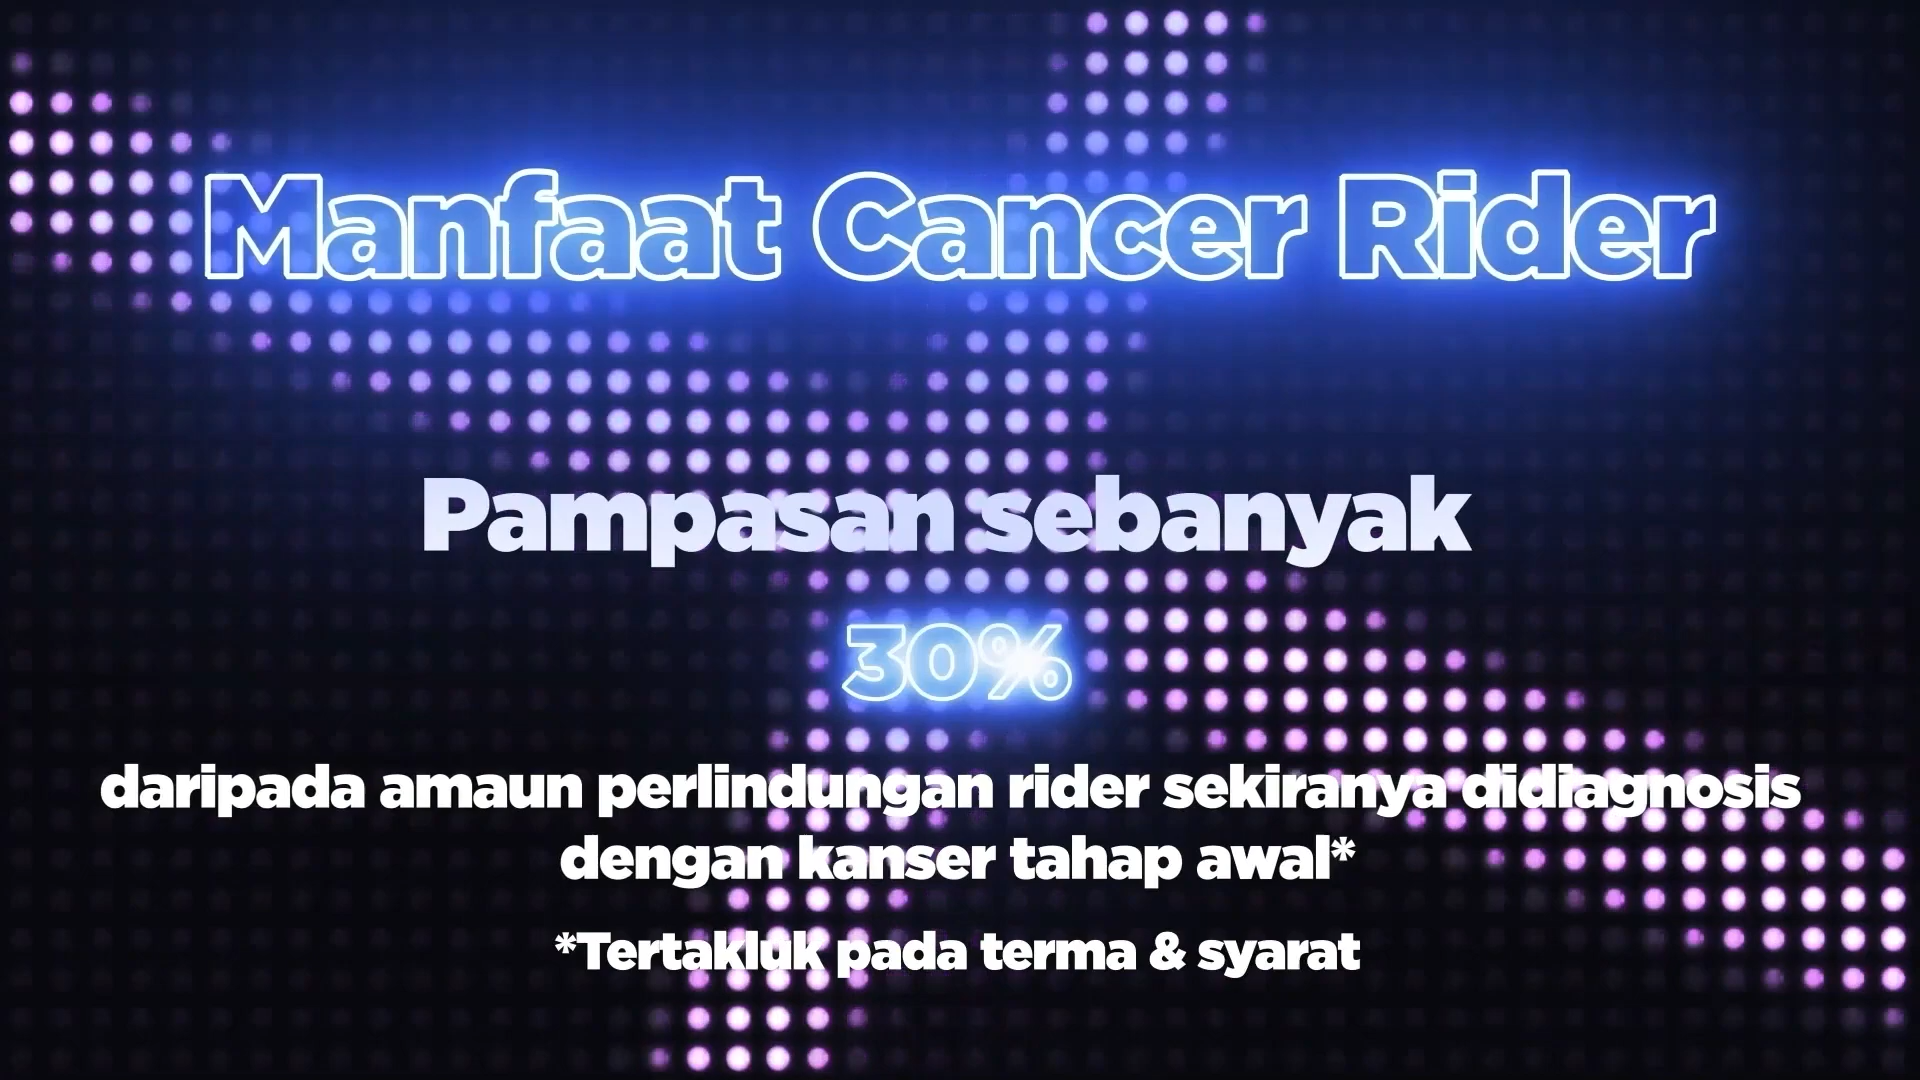 Manfaat Cancer Rider
Pampasan sebanyak
30%
daripada amaun perlindungan rider sekiranya didiagnosis
dengan kanser tahap awal*
*Tertakluk pada terma & syarat